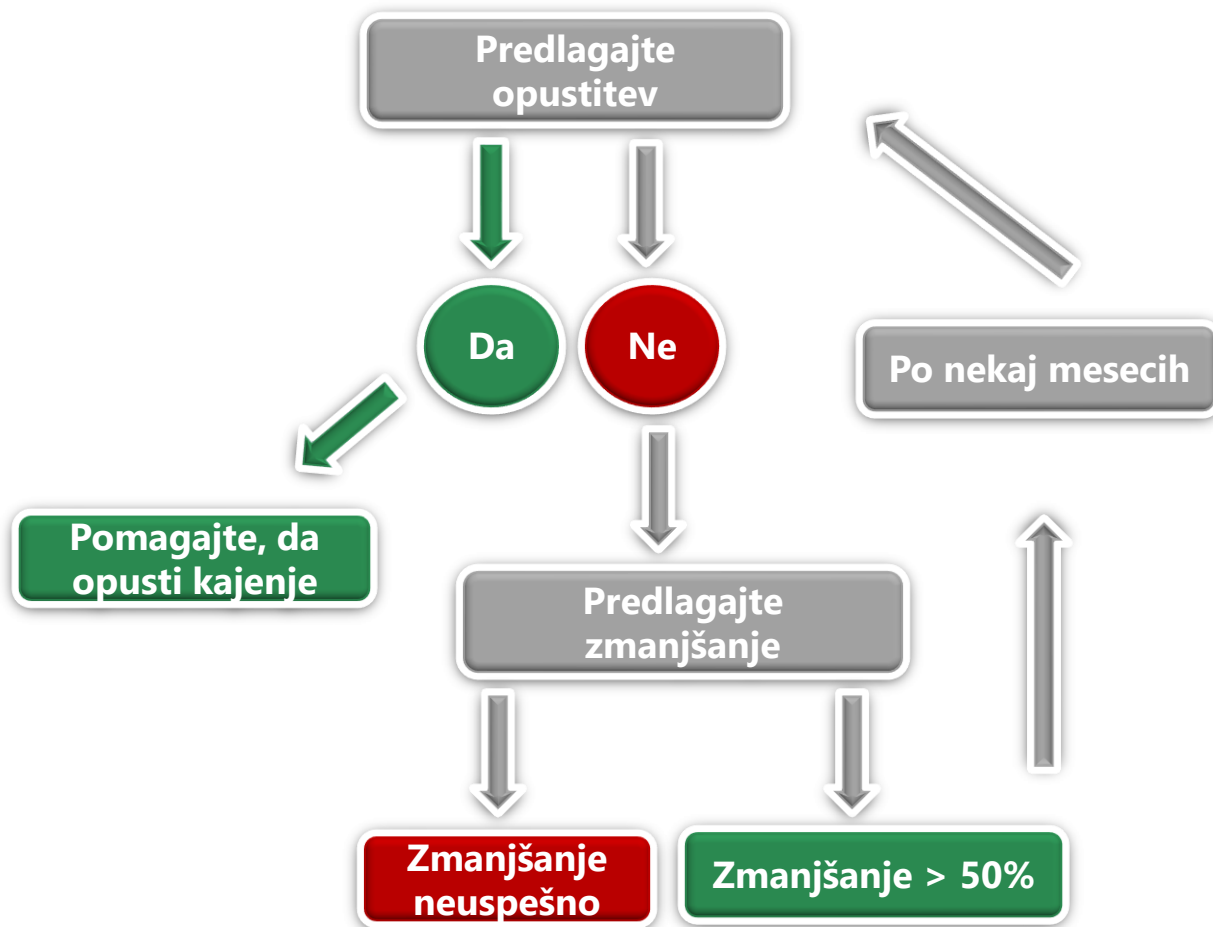 Predlagajte
opustitev
Da
Ne
Po nekaj mesecih
Pomagajte, da
opusti kajenje
Predlagajte
zmanjšanje
Zmanjšanje
neuspešno
Zmanjšanje > 50%